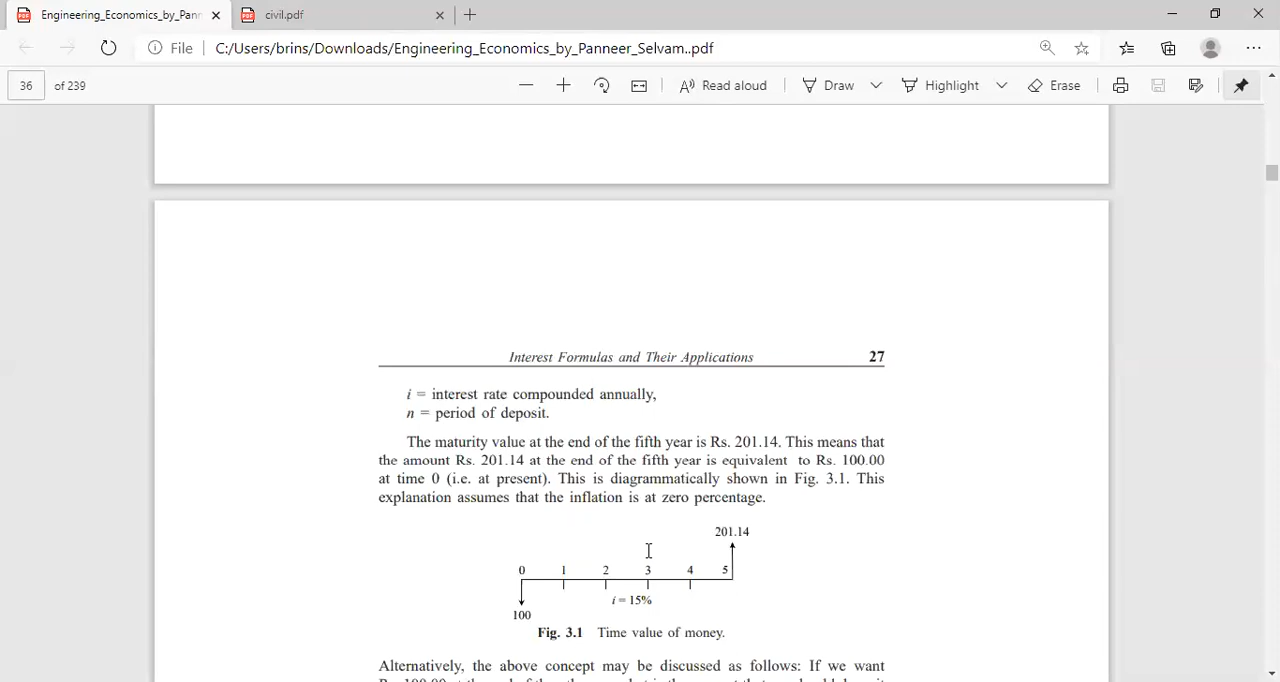 Engineering_Economics_by_Pann
civil.pdf
File
C:/Users/brins/Downloads/Engineering_Economics_by_Panneer_Selvam..pdf
36 of 239
Read aloud
Draw
Highlight
Erase
Interest Formulas and Their Applications 27
i = interest rate compounded annually,
n = period of deposit.
The maturity value at the end of the fifth year is Rs. 201.14. This means that
the amount Rs. 201.14 at the end of the fifth year is equivalent to Rs. 100.00
at time 0 (i.e. at present). This is diagrammatically shown in Fig. 3.1. This
explanation assumes that the inflation is at zero percentage.
201.14
0 1 2 3 4 5
i = 15%
100
Fig. 3.1 Time value of money.
Alternatively, the above concept may be discussed as follows: If we want